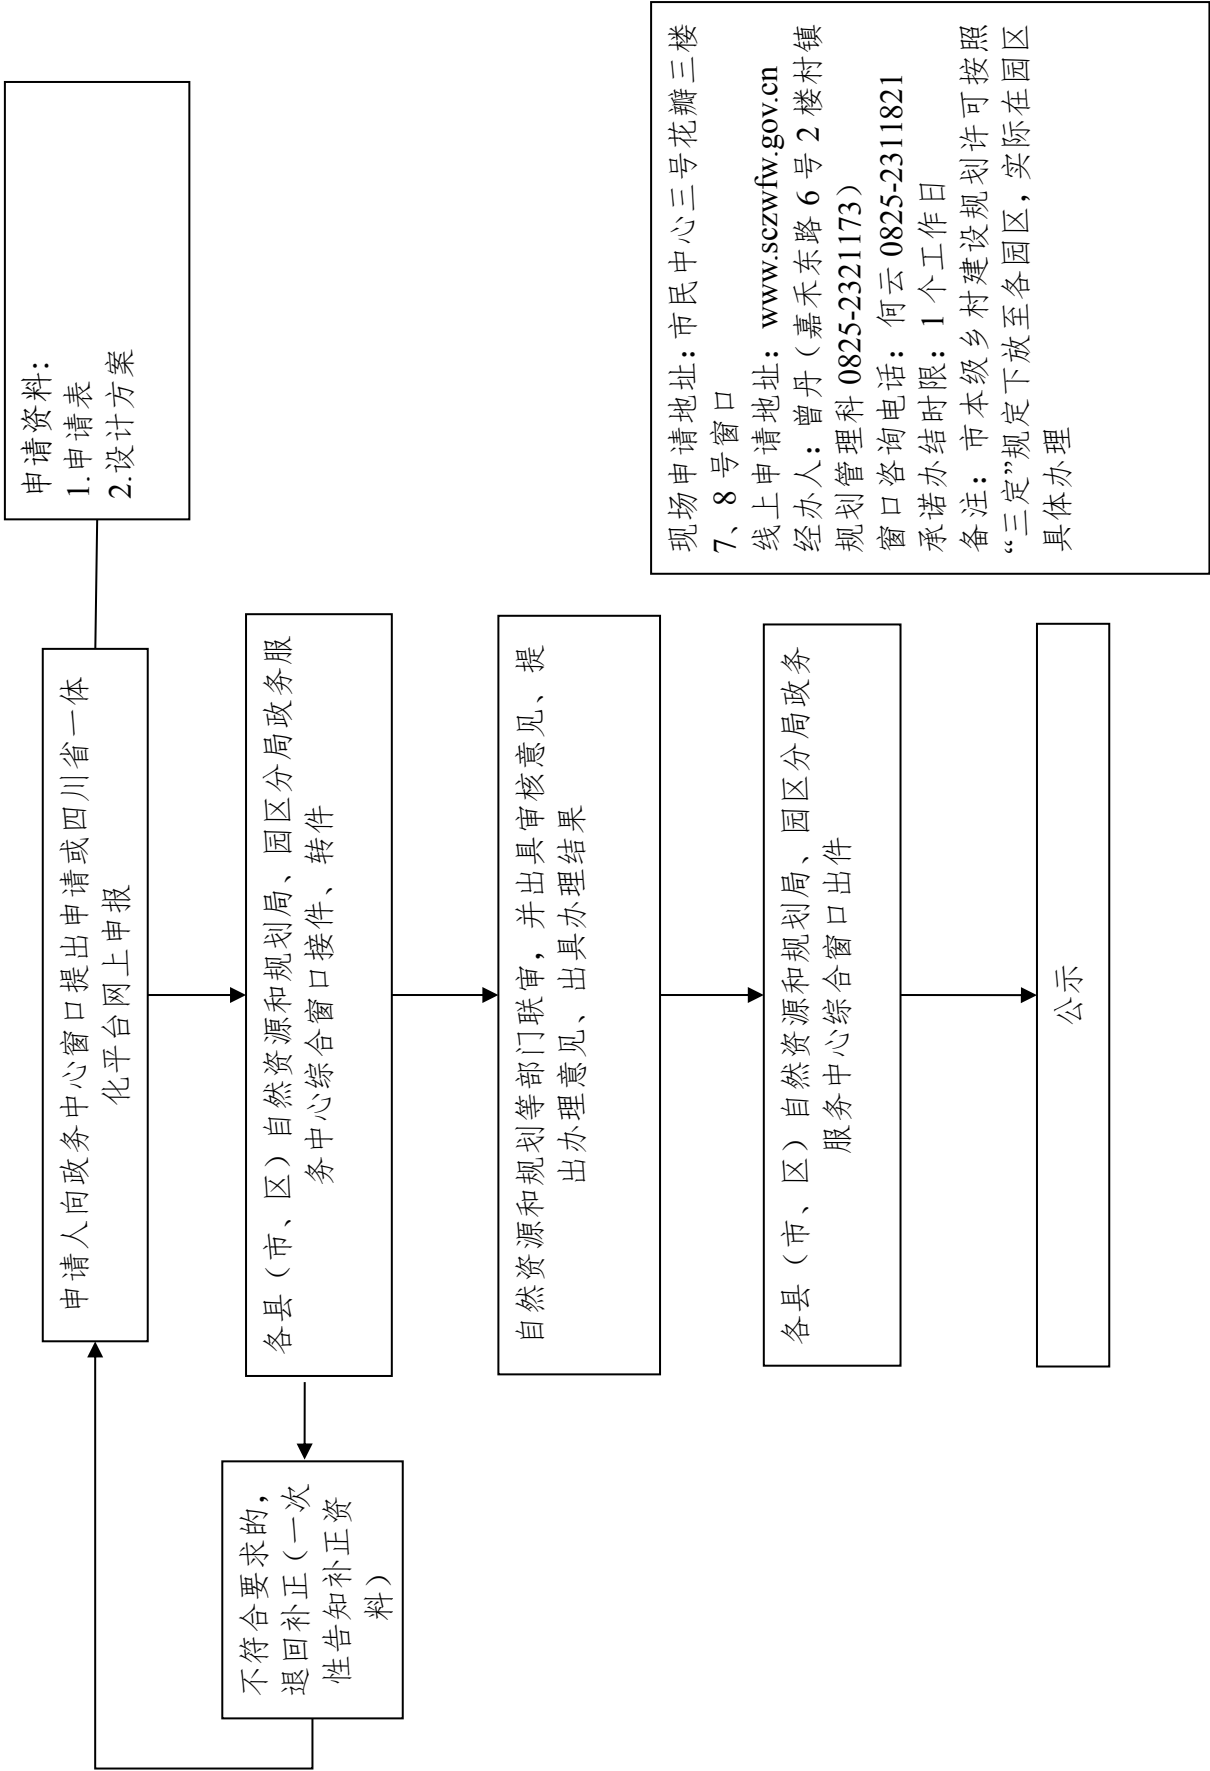 申请人向政务中心窗口提出申请或四川省一体
化平台网上申报
申请资料：
1.申请表
2.设计方案
不符合要求的，
退回补正（一次
性告知补正资
料）
各县（市、区）自然资源和规划局、园区分局政务服
务中心综合窗口接件、转件
自然资源和规划等部门联审，并出具审核意见、提
出办理意见、出具办理结果
各县（市、区）自然资源和规划局、园区分局政务
服务中心综合窗口出件
公示
现场申请地址：市民中心三号花瓣三楼
7、8 号窗口
线上申请地址： www.sczwfw.gov.cn
经办人：曾丹（嘉禾东路 6 号 2 楼村镇
规划管理科 0825-2321173）
窗口咨询电话：何云 0825-2311821
承诺办结时限：1 个工作日
备注：市本级乡村建设规划许可按照
“三定”规定下放至各园区，实际在园区
具体办理